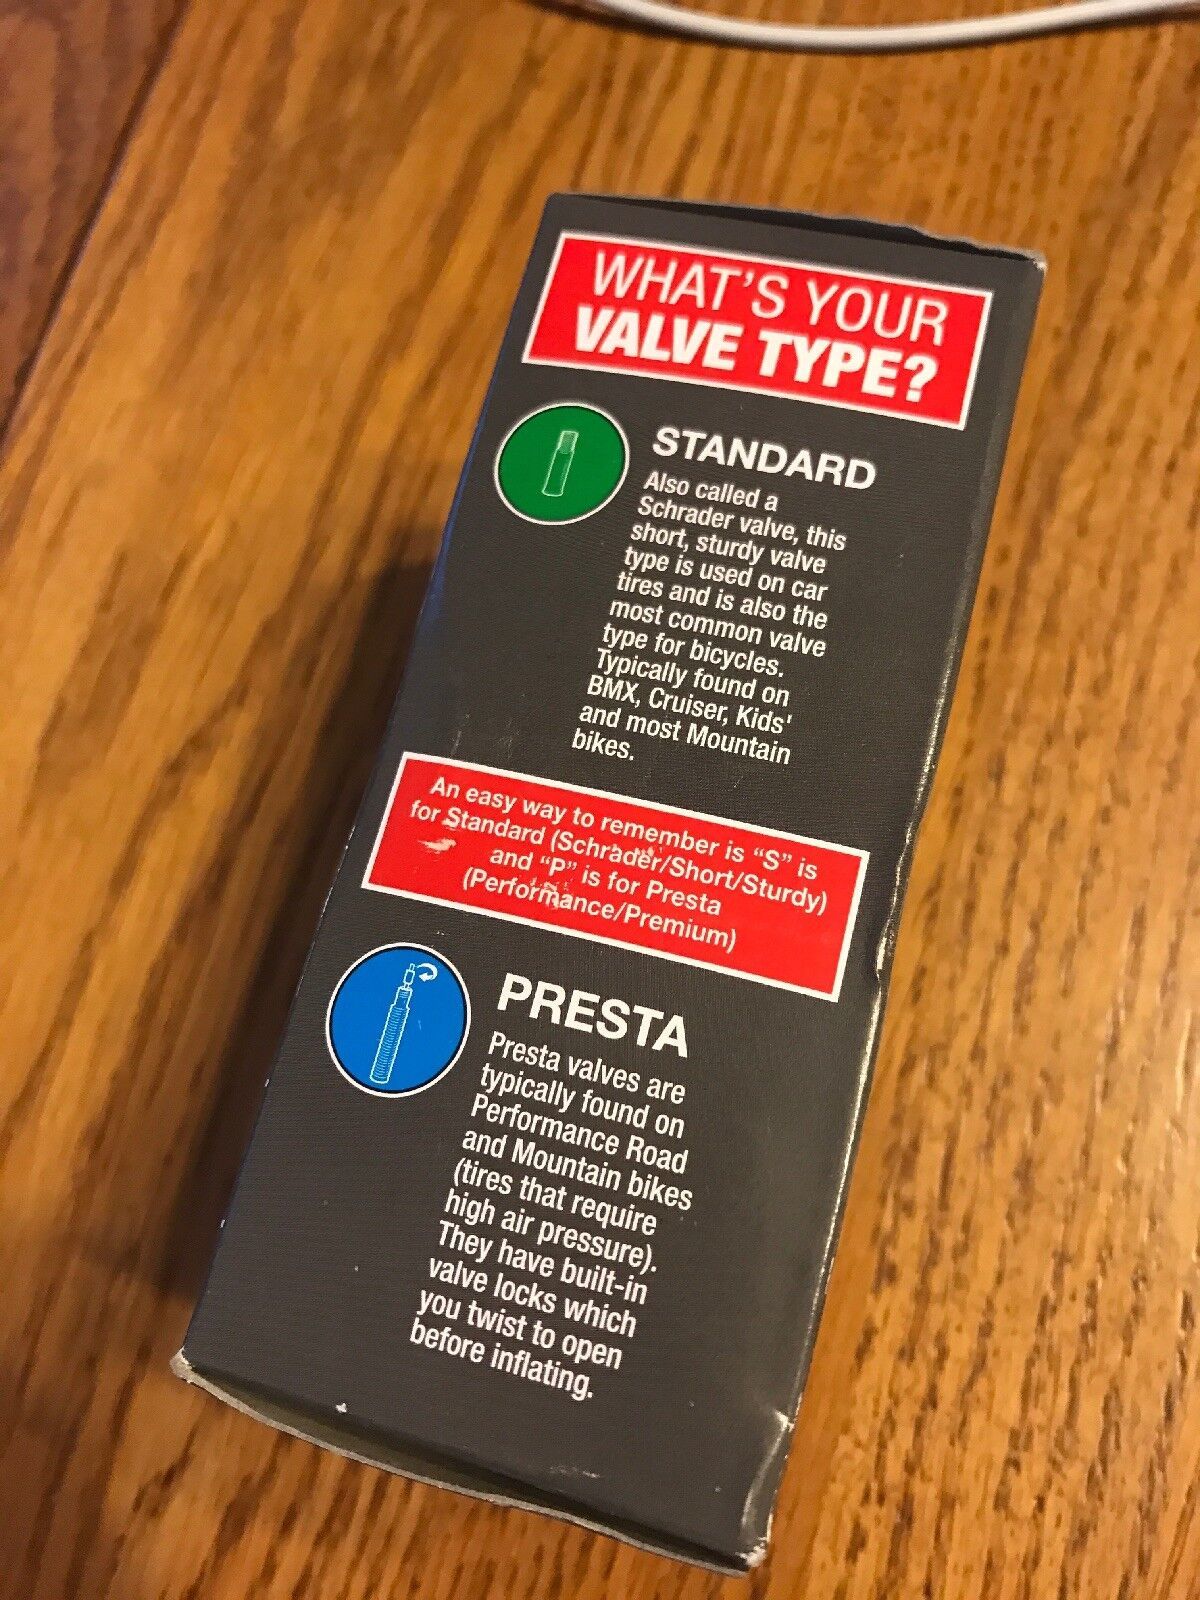 WHAT'S YOUR
VALVE TYPE?
STANDARD
Also called a
Schrader valve, this
short, sturdy valve
type is used on car
tires and is also the
most common valve
type for bicycles.
Typically found on
BMX, Cruiser, Kids'
and most Mountain
bikes.
An easy way to remember is “S” is
for Standard (Schrader/Short/Sturdy)
and “P” is for Presta
(Performance/Premium)
PRESTA
Presta valves are
typically found on
Performance Road
and Mountain bikes
(tires that require
high air pressure).
They have built-in
valve locks which
you twist to open
before inflating.